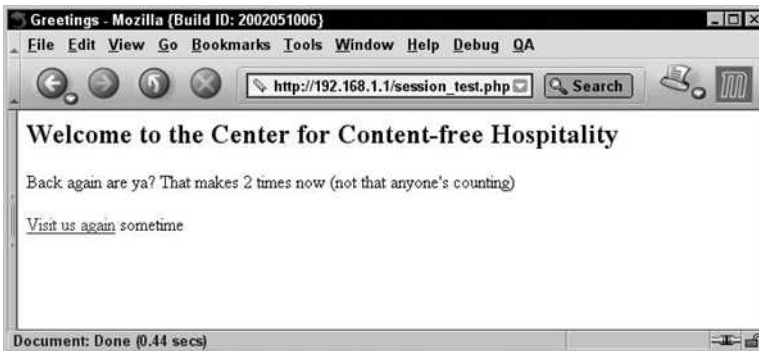 Greetings - Mozilla {Build ID: 2002051006}
File Edit View Go Bookmarks Tools Window Help Debug QA
http://192.168.1.1/session_test.php Search
Welcome to the Center for Content-free Hospitality
Back again are ya? That makes 2 times now (not that anyone's counting)
Visit us again sometime
Document: Done (0.44 secs)